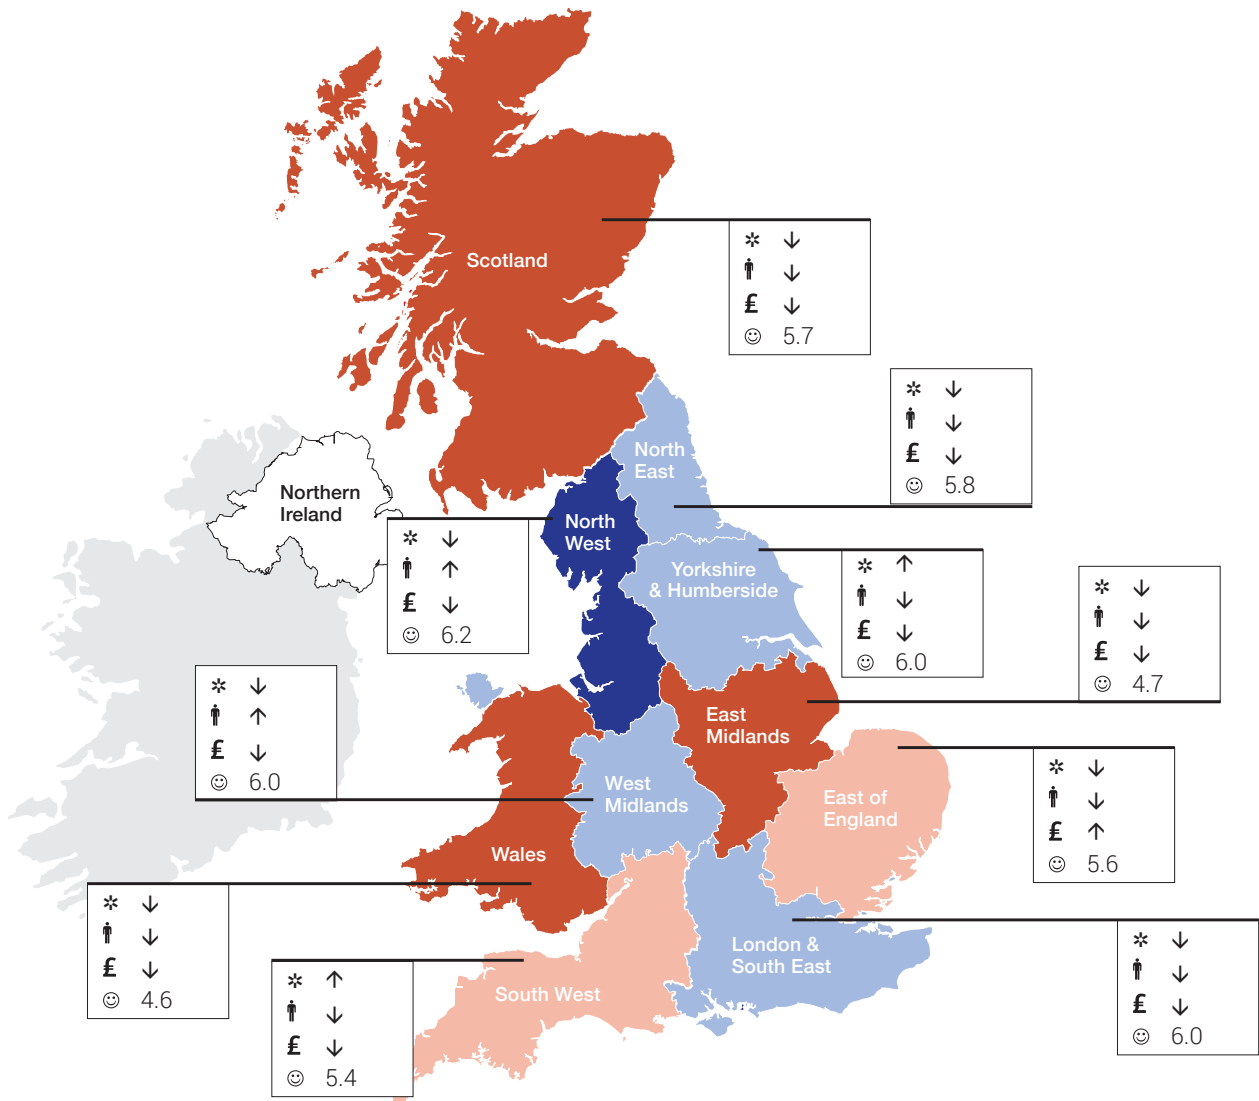 Scotland
✲ ↓
↓
£ ↓
☺ 5.7
North
East
✲ ↓
↓
£ ↓
☺ 5.8
Northern
Ireland
North
West
✲ ↓
↑
£ ↓
☺ 6.2
Yorkshire
& Humberside
✲ ↑
↓
£ ↓
☺ 6.0
✲ ↓
↓
£ ↓
☺ 4.7
East
Midlands
✲ ↓
↑
£ ↓
☺ 6.0
West
Midlands
East of
England
✲ ↓
↓
£ ↑
☺ 5.6
Wales
✲ ↓
↓
£ ↓
☺ 4.6
London &
South East
✲ ↓
↓
£ ↓
☺ 6.0
South West
✲ ↑
↓
£ ↓
☺ 5.4